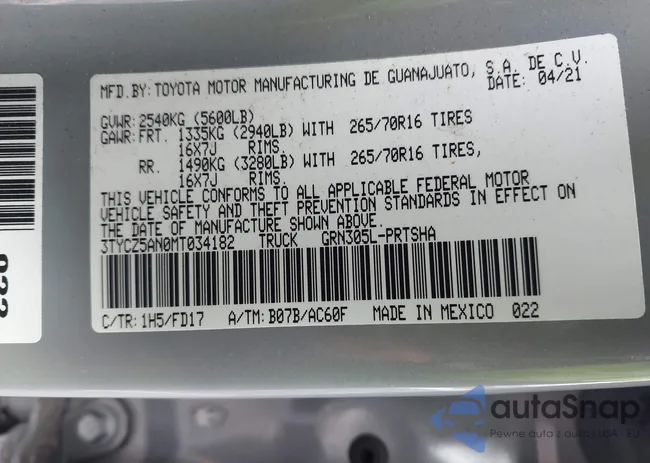 MFD.BY: TOYOTA MOTOR MANUFACTURING DE GUANAJUATO, S.A. DE C.V.
DATE: 04/21
GVWR: 2540KG (5600LB)
GAWR: FRT. 1335KG (2940LB) WITH 265/70R16 TIRES
16X7J RIMS.
RR. 1490KG (3280LB) WITH 265/70R16 TIRES,
16X7J RIMS.
THIS VEHICLE CONFORMS TO ALL APPLICABLE FEDERAL MOTOR
VEHICLE SAFETY AND THEFT PREVENTION STANDARDS IN EFFECT ON
THE DATE OF MANUFACTURE SHOWN ABOVE.
3TYCZ5AN0MT034182 TRUCK GRN305L-PRTSHA
C/TR: 1H5/FD17 A/TM: B07B/AC60F MADE IN MEXICO 022
022
autoSnap
Pewne auta z